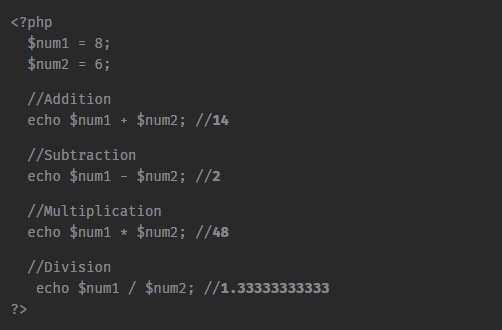 <?php
$num1 = 8;
$num2 = 6;
//Addition
echo $num1 + $num2; //14
//Subtraction
echo $num1 - $num2; //2
//Multiplication
echo $num1 * $num2; //48
//Division
echo $num1 / $num2; //1.33333333333
?>